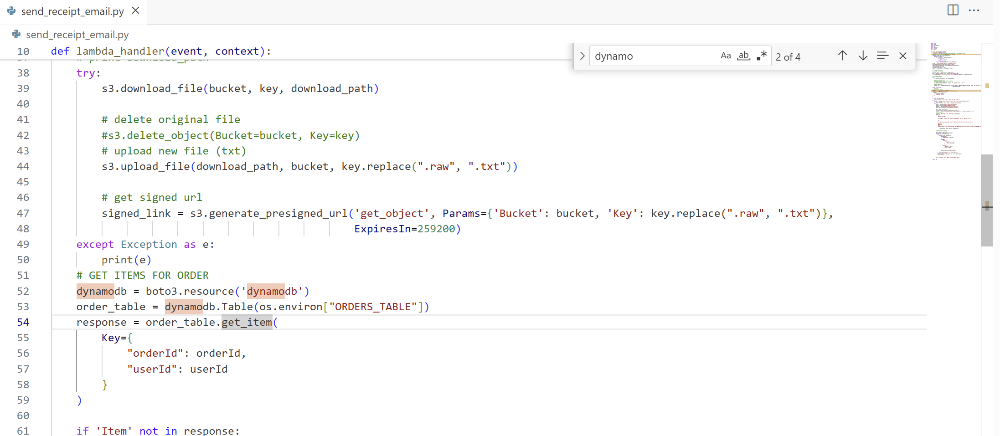 send_receipt_email.py
send_receipt_email.py
10 def lambda_handler(event, context):
dynamo Aa ab 2 of 4
# print download_path
38 try:
39 s3.download_file(bucket, key, download_path)
40
41 # delete original file
42 #s3.delete_object(Bucket=bucket, Key=key)
43 # upload new file (txt)
44 s3.upload_file(download_path, bucket, key.replace(".raw", ".txt"))
45
46 # get signed url
47 signed_link = s3.generate_presigned_url('get_object', Params={'Bucket': bucket, 'Key': key.replace(".raw", ".txt")},
48 ExpiresIn=259200)
49 except Exception as e:
50 print(e)
51 # GET ITEMS FOR ORDER
52 dynamodb = boto3.resource('dynamodb')
53 order_table = dynamodb.Table(os.environ["ORDERS_TABLE"])
54 response = order_table.get_item(
55 Key={
56 "orderId": orderId,
57 "userId": userId
58 }
59 )
60
61 if 'Item' not in response: